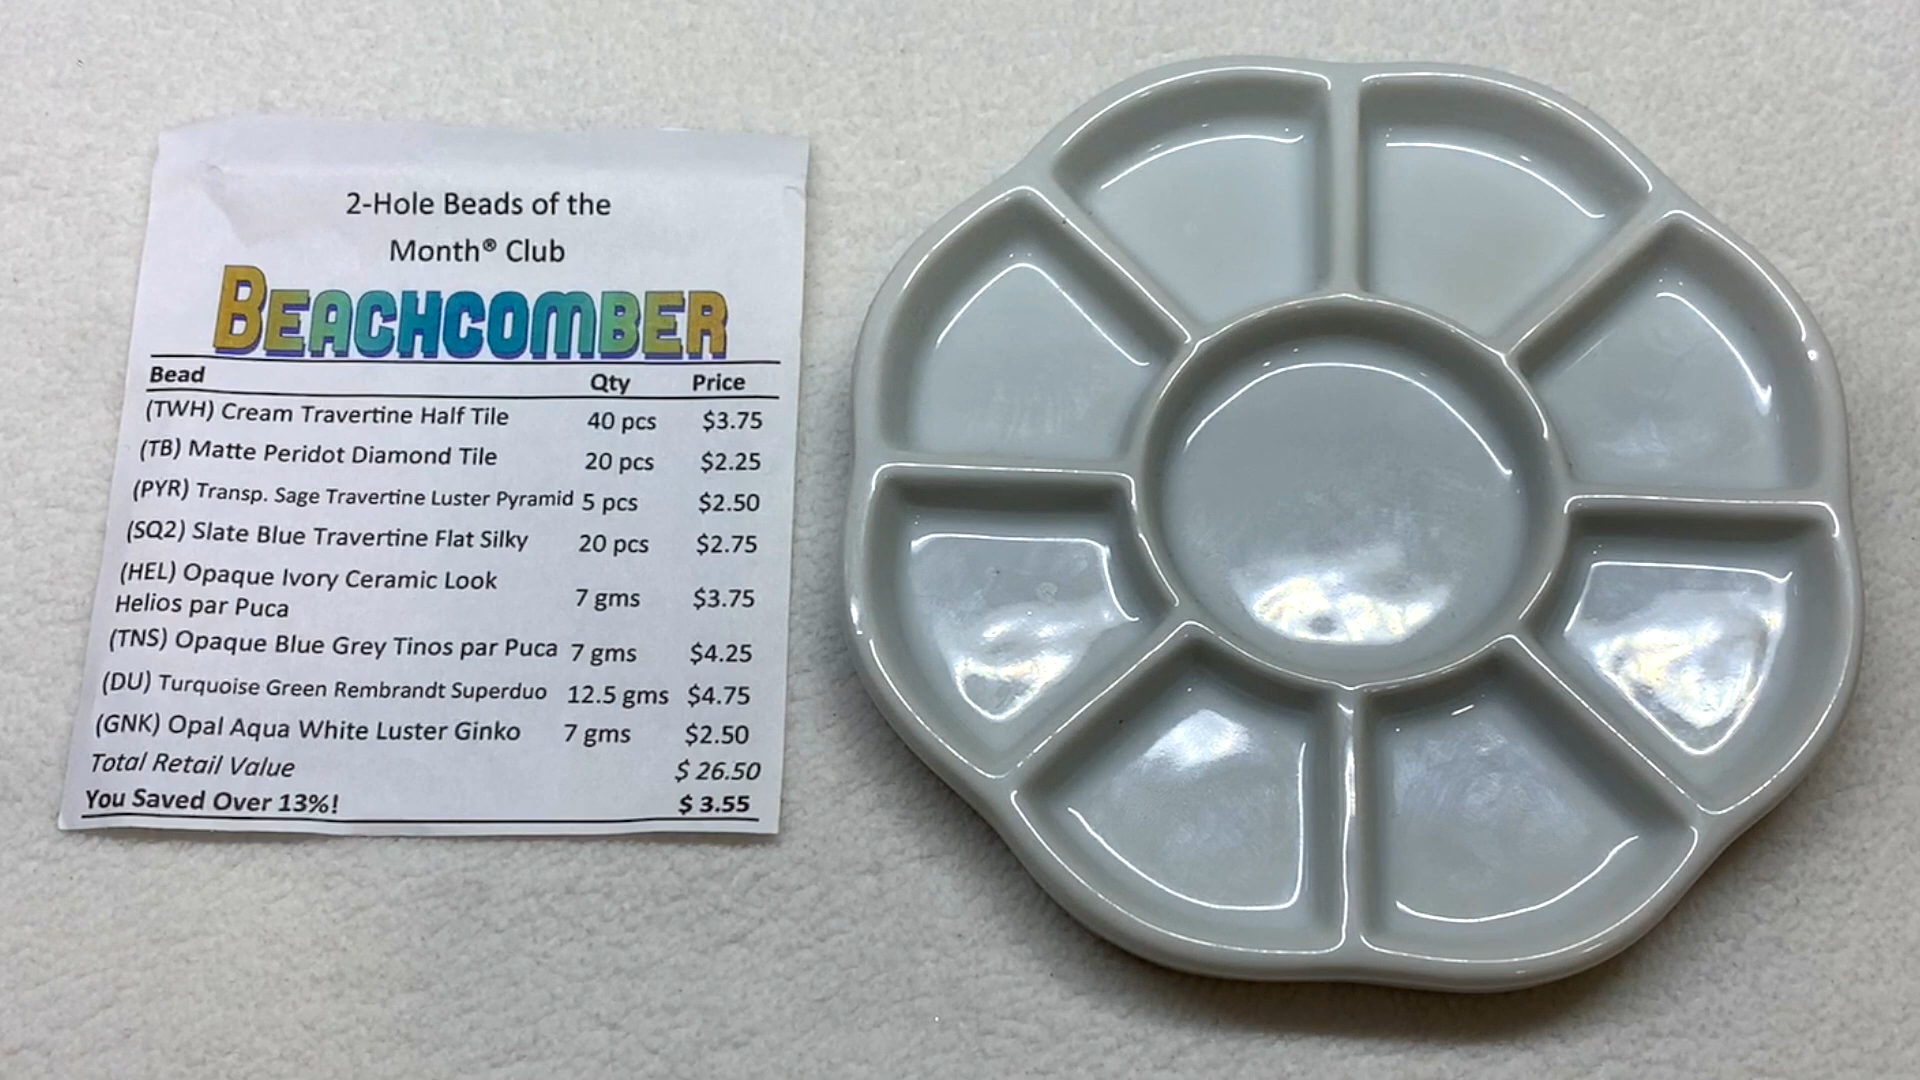 2-Hole Beads of the
Month® Club
BEACHCOMBER
Bead Qty Price
(TWH) Cream Travertine Half Tile 40 pcs $3.75
(TB) Matte Peridot Diamond Tile 20 pcs $2.25
(PYR) Transp. Sage Travertine Luster Pyramid 5 pcs $2.50
(SQ2) Slate Blue Travertine Flat Silky 20 pcs $2.75
(HEL) Opaque Ivory Ceramic Look
Helios par Puca 7 gms $3.75
(TNS) Opaque Blue Grey Tinos par Puca 7 gms $4.25
(DU) Turquoise Green Rembrandt Superduo 12.5 gms $4.75
(GNK) Opal Aqua White Luster Ginko 7 gms $2.50
Total Retail Value $ 26.50
You Saved Over 13%! $ 3.55